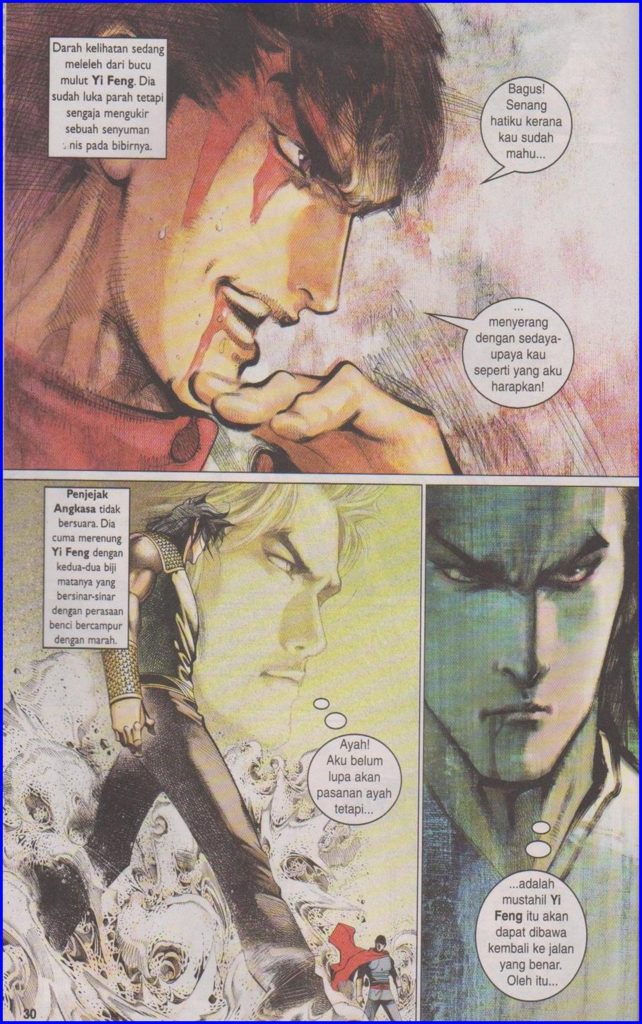 Darah kelihatan sedang
meleleh dari bucu
mulut Yi Feng. Dia
sudah luka parah tetapi
sengaja mengukir
sebuah senyuman
nis pada bibirnya.
Bagus!
Senang
hatiku kerana
kau sudah
mahu...
...
menyerang
dengan sedaya-
upaya kau
seperti yang aku
harapkan!
Penjejak
Angkasa tidak
bersuara. Dia
cuma merenung
Yi Feng dengan
kedua-dua biji
matanya yang
bersinar-sinar
dengan perasaan
benci bercampur
dengan marah.
Ayah!
Aku belum
lupa akan
pasanan ayah
tetapi...
...adalah
mustahil Yi
Feng itu akan
dapat dibawa
kembali ke jalan
yang benar.
Oleh itu...
30